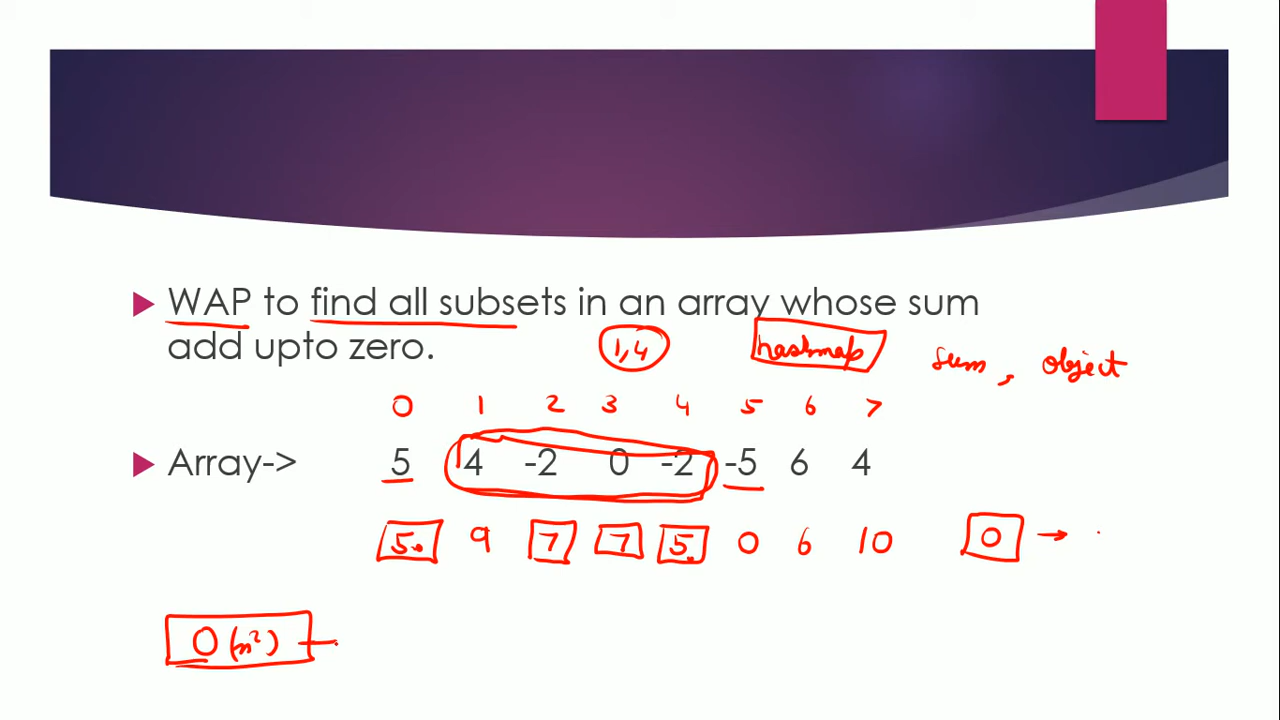 WAP to find all subsets in an array whose sum
add upto zero.
1,4 hashmap sum, object
0 1 2 3 4 5 6 7
Array-> 5 4 -2 0 -2 -5 6 4
5. 9 7 7 5. 0 6 10 0 →
O(n²)